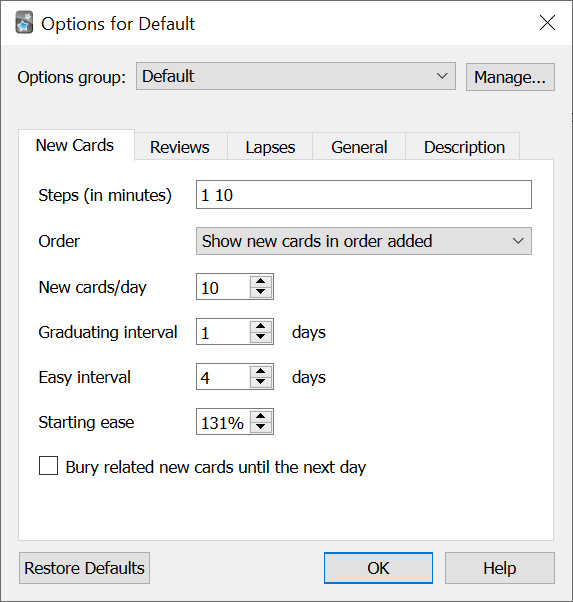 Options for Default
Options group: Default Manage...
New Cards Reviews Lapses General Description
Steps (in minutes) 1 10
Order Show new cards in order added
New cards/day 10
Graduating interval 1 days
Easy interval 4 days
Starting ease 131%
Bury related new cards until the next day
Restore Defaults OK Help